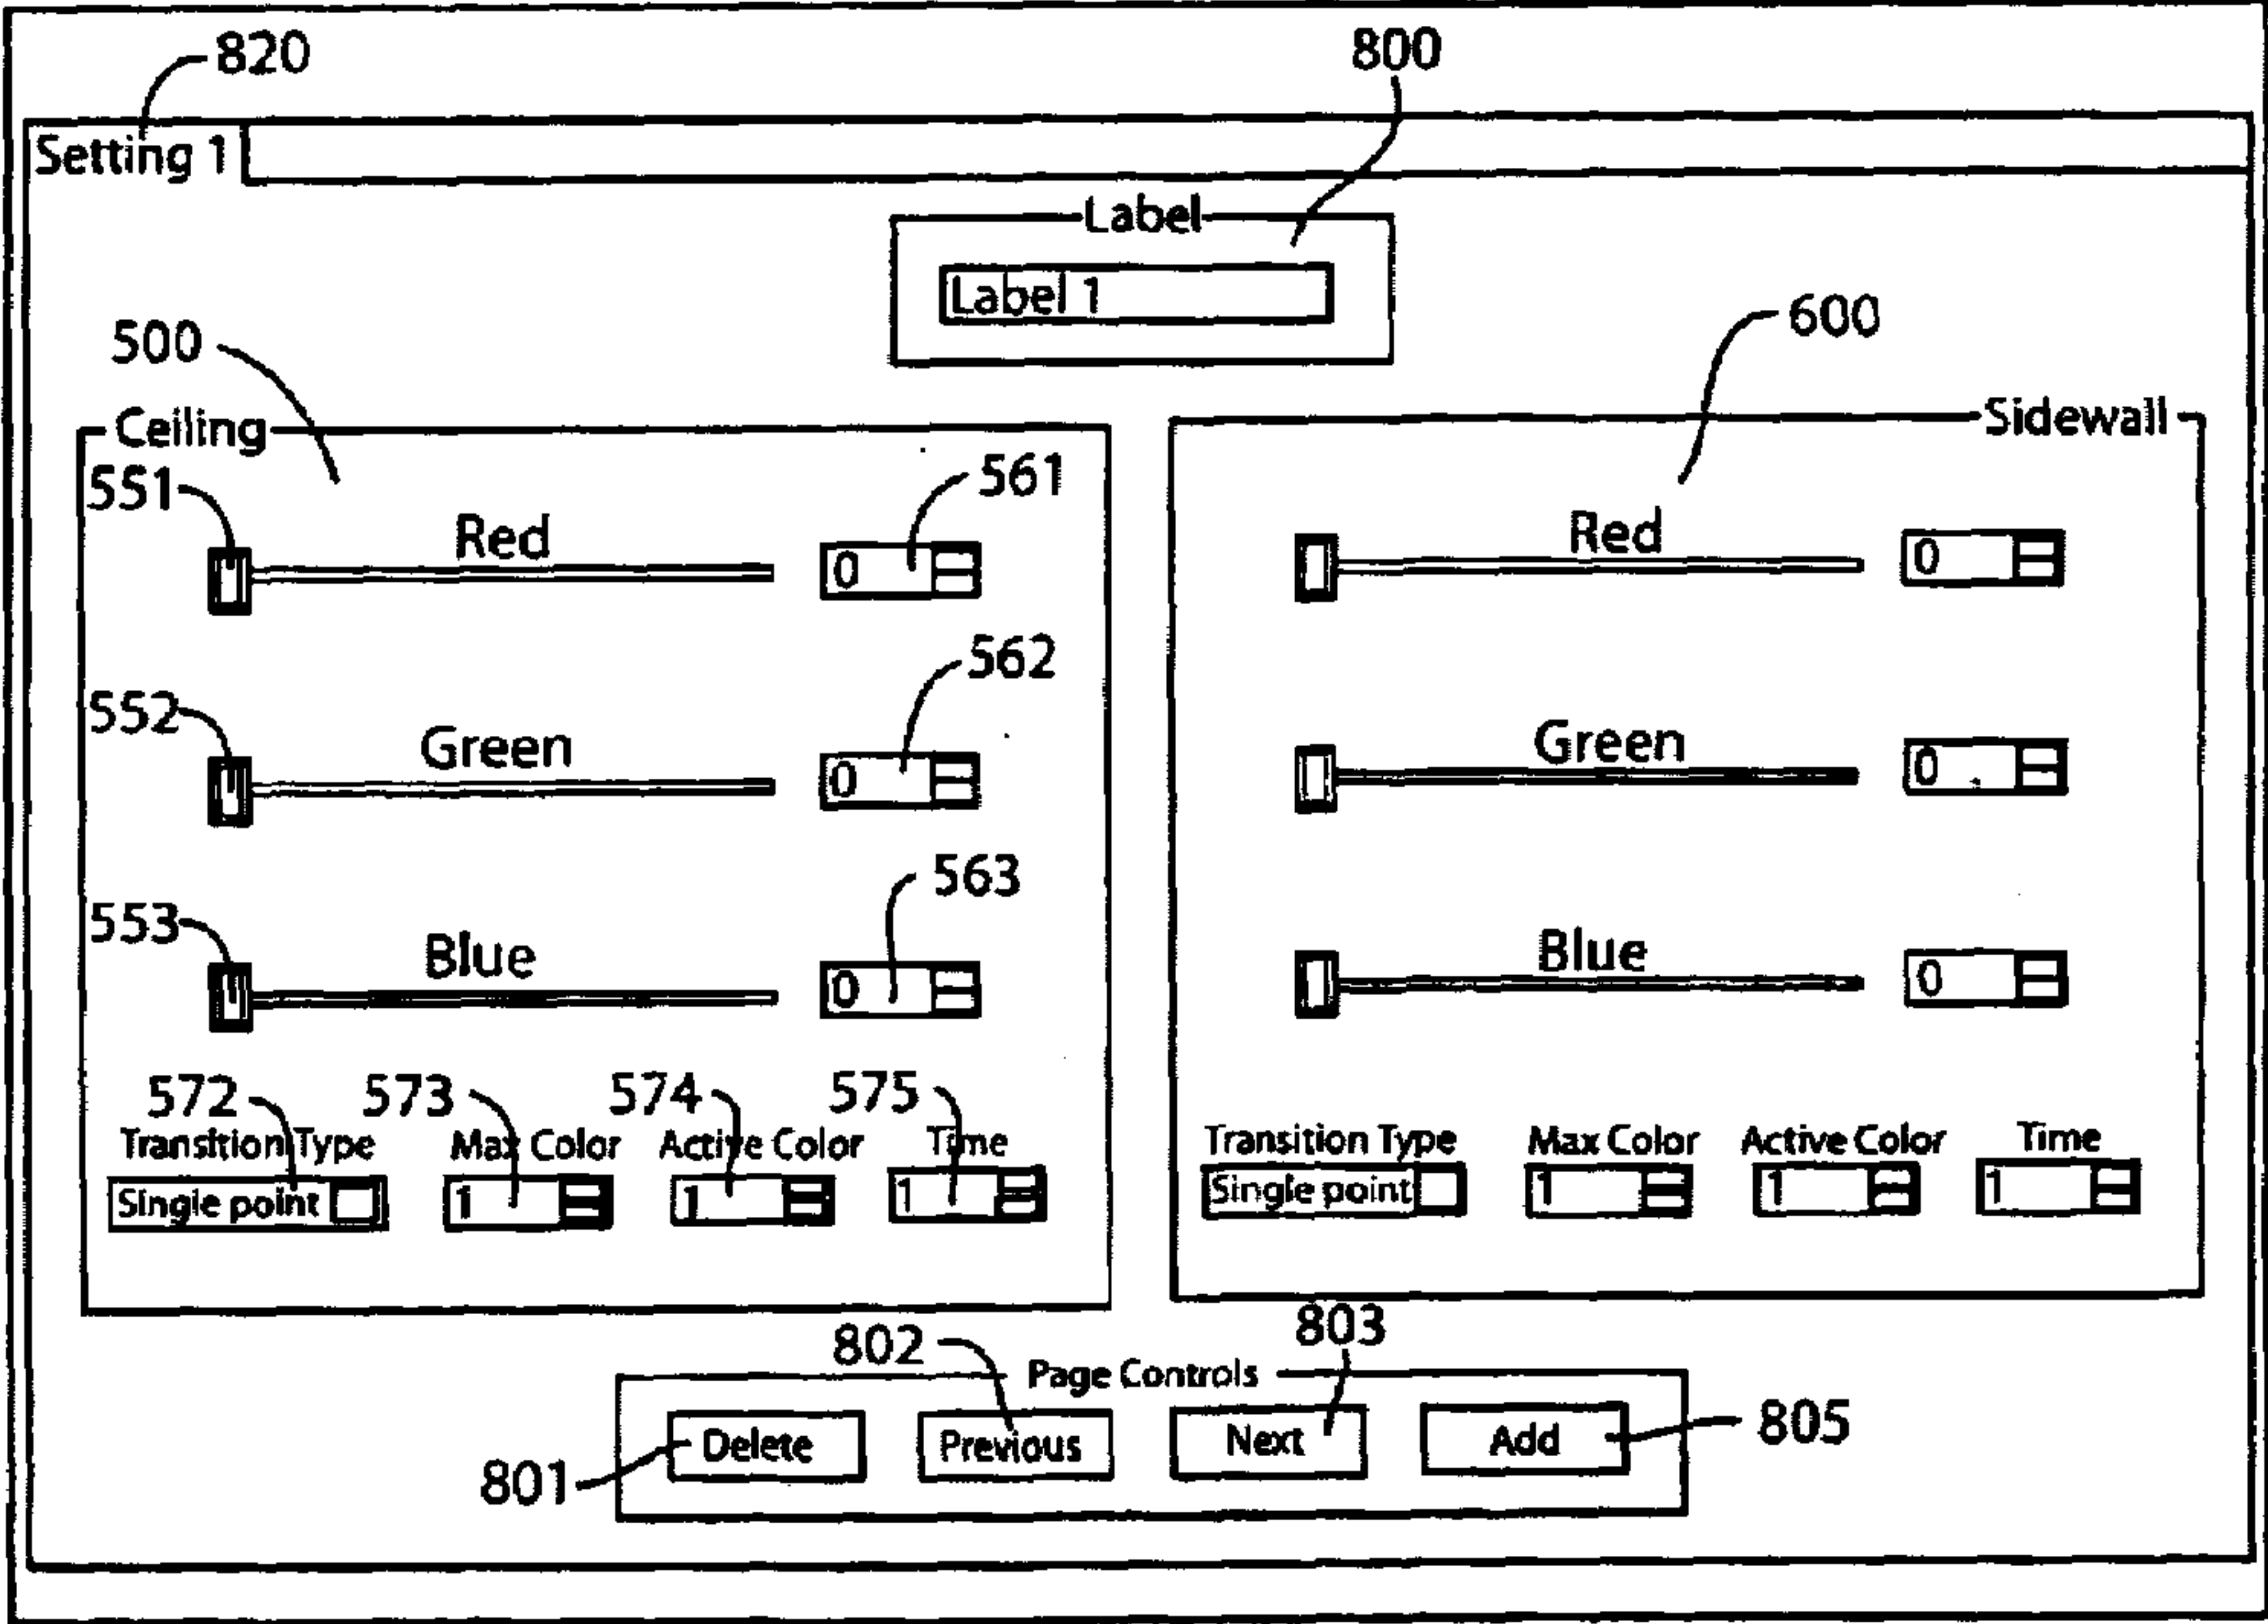 820
800
Setting 1
Label
Label 1
500
600
Ceiling
Sidewall
551
561
Red
0
Red
0
562
552
Green
0
Green
0
563
553
Blue
0
Blue
0
572
573
574
575
Transition Type
Max Color
Active Color
Time
Single point
1
1
1
Transition Type
Max Color
Active Color
Time
Single point
1
1
1
802
803
Page Controls
Delete
Previous
Next
Add
805
801